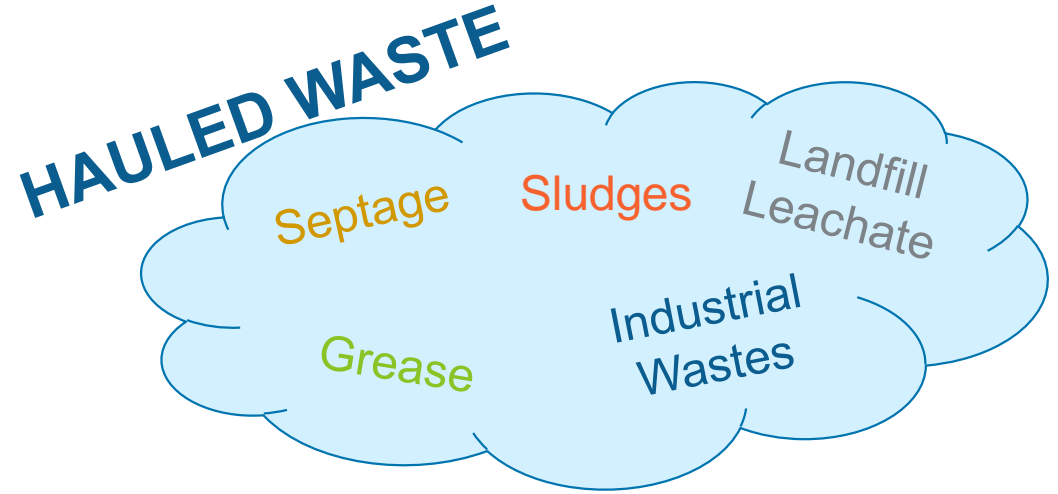 HAULED WASTE
Septage
Sludges
Landfill
Leachate
Grease
Industrial
Wastes